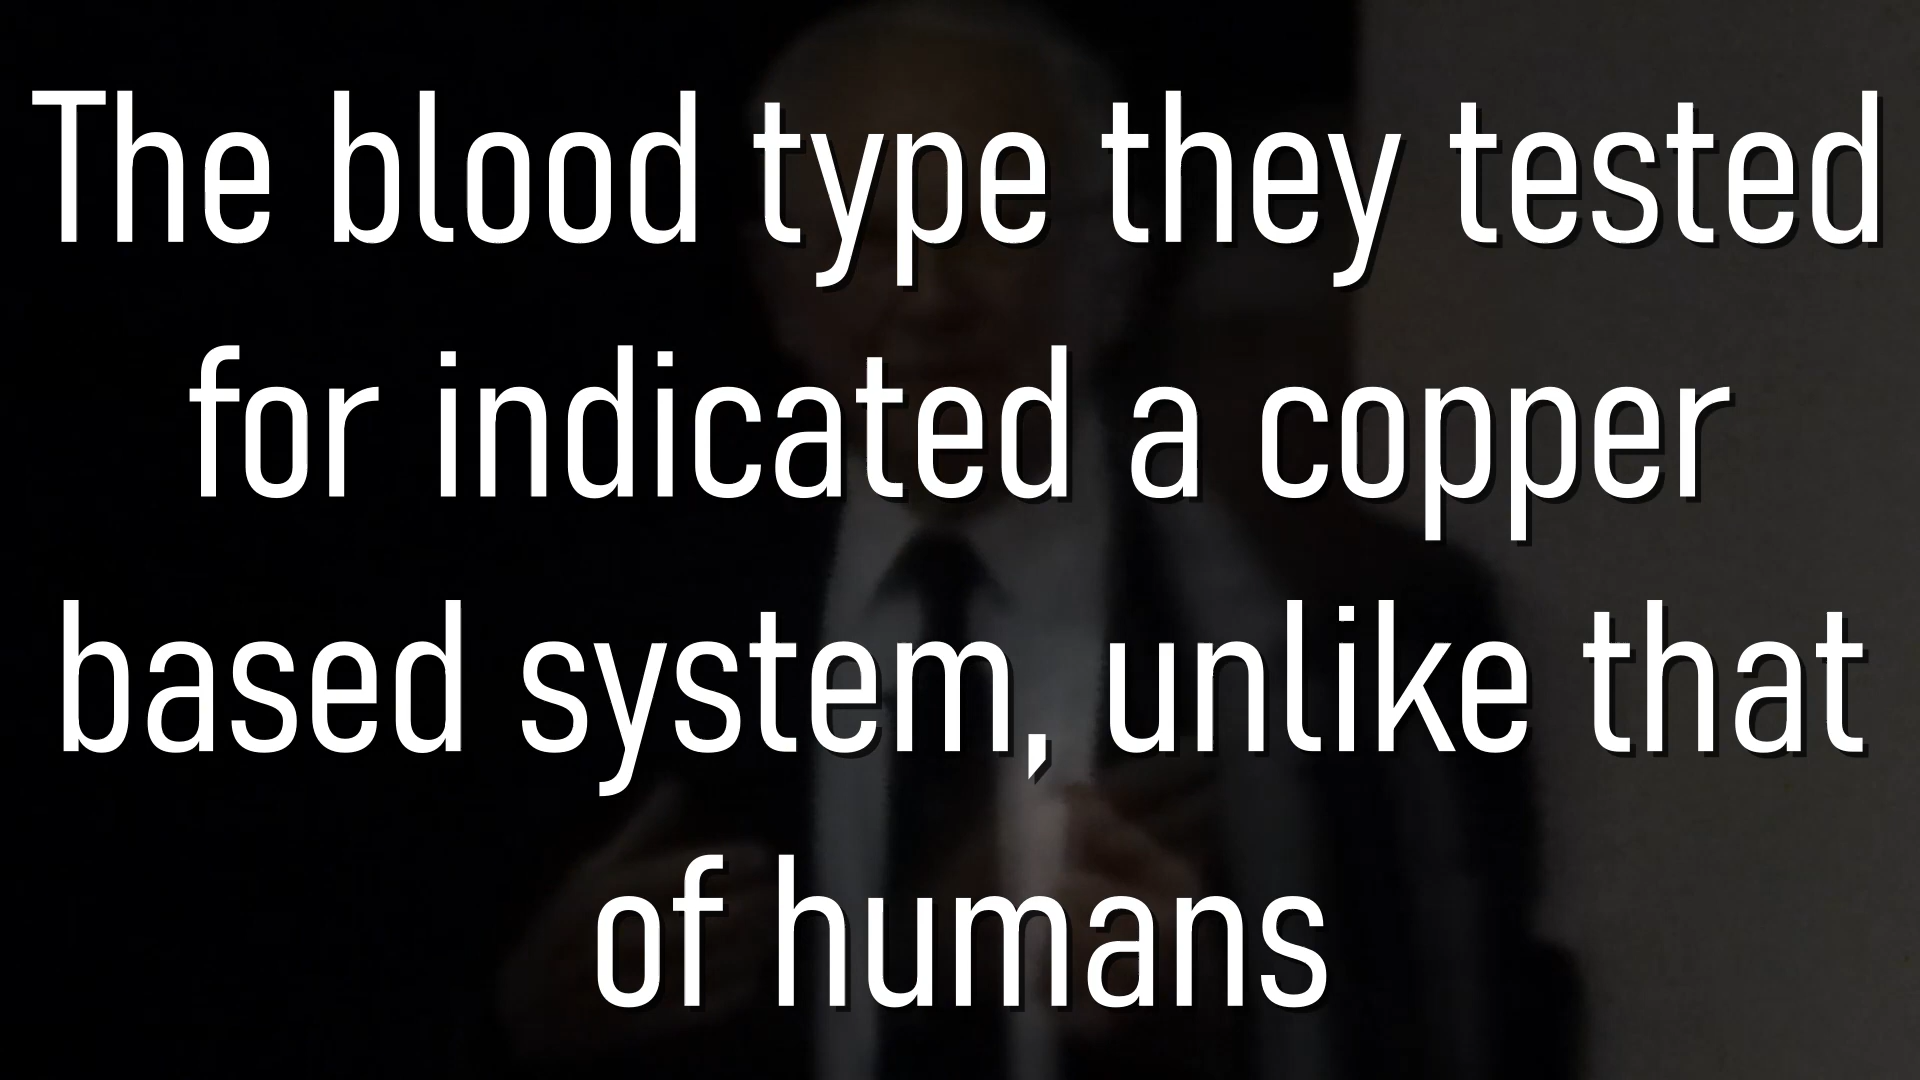 The blood type they tested
for indicated a copper
based system, unlike that
of humans